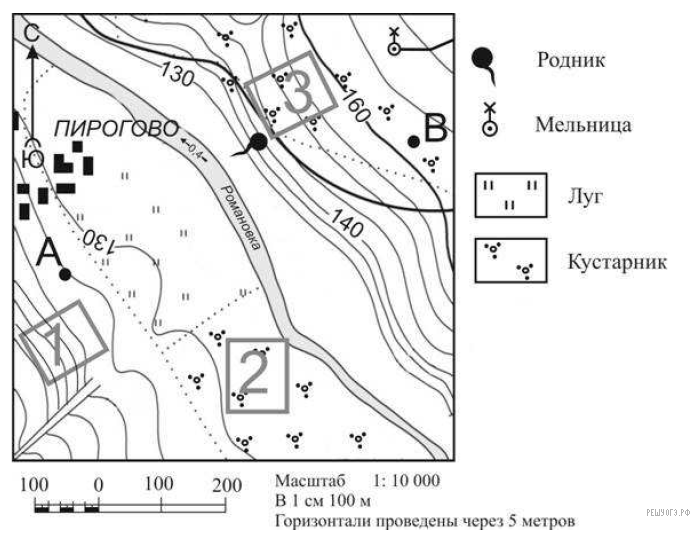 С
130
160
3
В
ПИРОГОВО
0,4
Ю
Романовка
130
140
А
1
2
Родник
Мельница
Луг
Кустарник
100 0 100 200
Масштаб 1: 10 000
В 1 см 100 м
Горизонтали проведены через 5 метров
РЕШУОГЭ.РФ